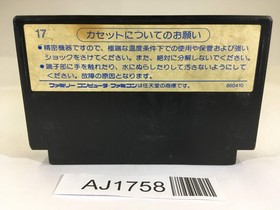 17
カセットについてのお願い
●精密機器ですので、極端な温度条件下での使用や保管および強い
ショックをさけてください。また、絶対に分解しないでください。
●端子部に手を触れたり、水にぬらしたりして汚さないようにして
ください。故障の原因となります。
ファミリーコンピュータ・ファミコンは任天堂の商標です。
860410
AJ1758